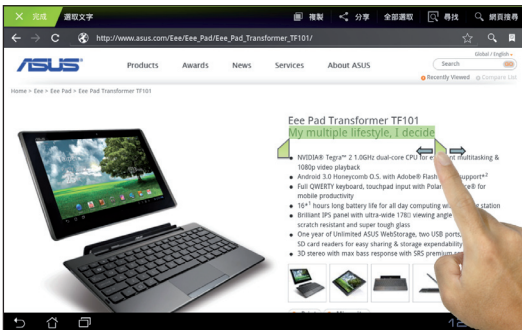 完成 選取文字 複製 分享 全部選取 尋找 網頁搜尋
http://www.asus.com/Eee/Eee_Pad/Eee_Pad_Transformer_TF101/
Global / English
ASUS Products Awards News Services About ASUS Search GO
Recently Viewed Compare List
Home > Eee > Eee Pad > Eee Pad Transformer TF101
Eee Pad Transformer TF101
My multiple lifestyle, I decide
NVIDIA® Tegra™ 2 1.0GHz dual-core CPU for multitasking &
1080p video playback
Android 3.0 Honeycomb O.S. with Adobe® Flash support*²
Full QWERTY keyboard, touchpad input with for
mobile productivity
16*¹ hours long battery life for all day computing station
Brilliant IPS panel with ultra-wide 178 viewing
scratch resistant and super tough glass
One year of Unlimited ASUS WebStorage, two USB ports,
SD card readers for easy sharing & storage expendability
3D stereo with max bass response with SRS